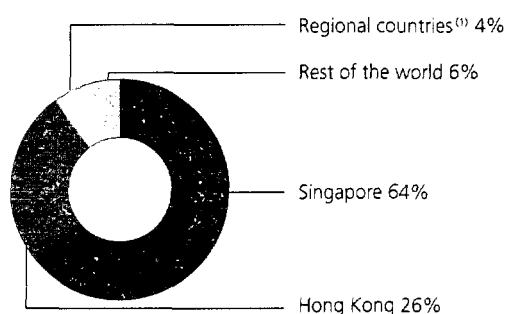 Regional countries⁽¹⁾ 4%
Rest of the world 6%
Singapore 64%
Hong Kong 26%